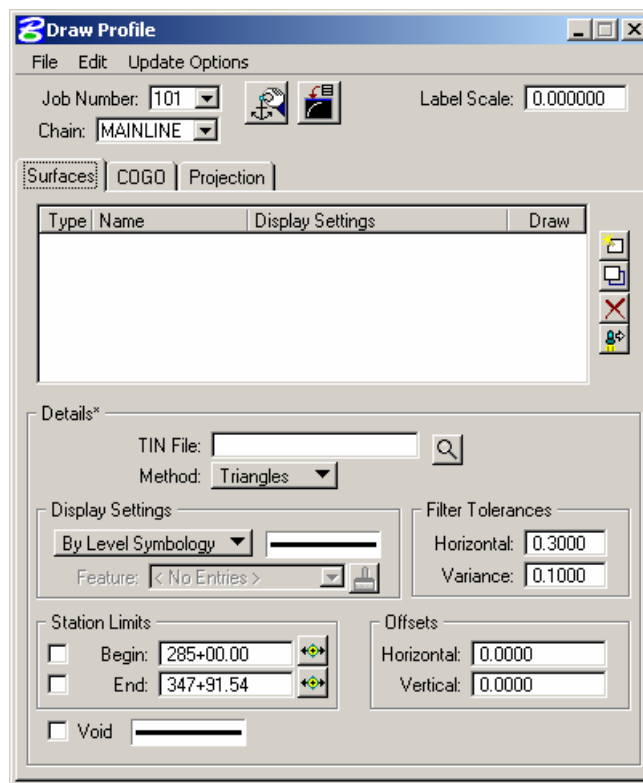 Draw Profile
File Edit Update Options
Job Number: 101
Label Scale: 0.000000
Chain: MAINLINE
Surfaces COGO Projection
Type Name Display Settings Draw
Details*
TIN File:
Method: Triangles
Display Settings
By Level Symbology
Feature: < No Entries >
Filter Tolerances
Horizontal: 0.3000
Variance: 0.1000
Station Limits
Begin: 285+00.00
End: 347+91.54
Offsets
Horizontal: 0.0000
Vertical: 0.0000
Void